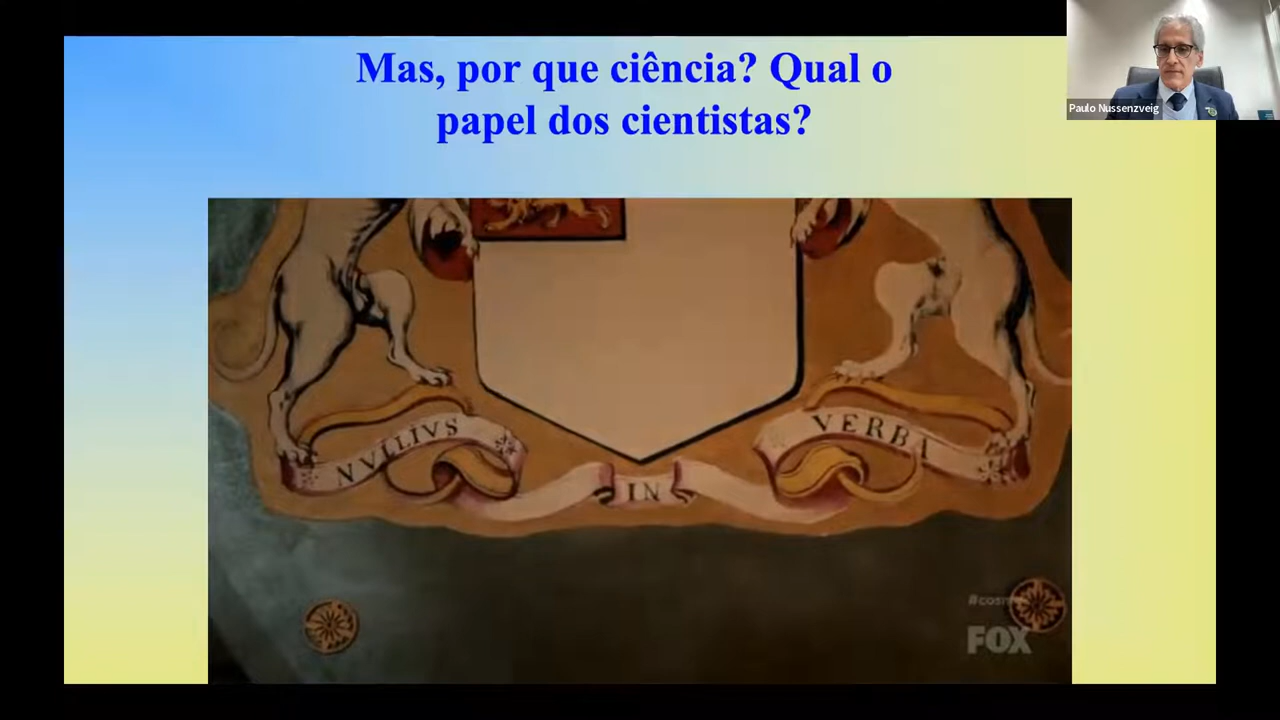 Mas, por que ciência? Qual o
papel dos cientistas?
Paulo Nussenzveig
NVLLIVS
IN
VERBA
FOX